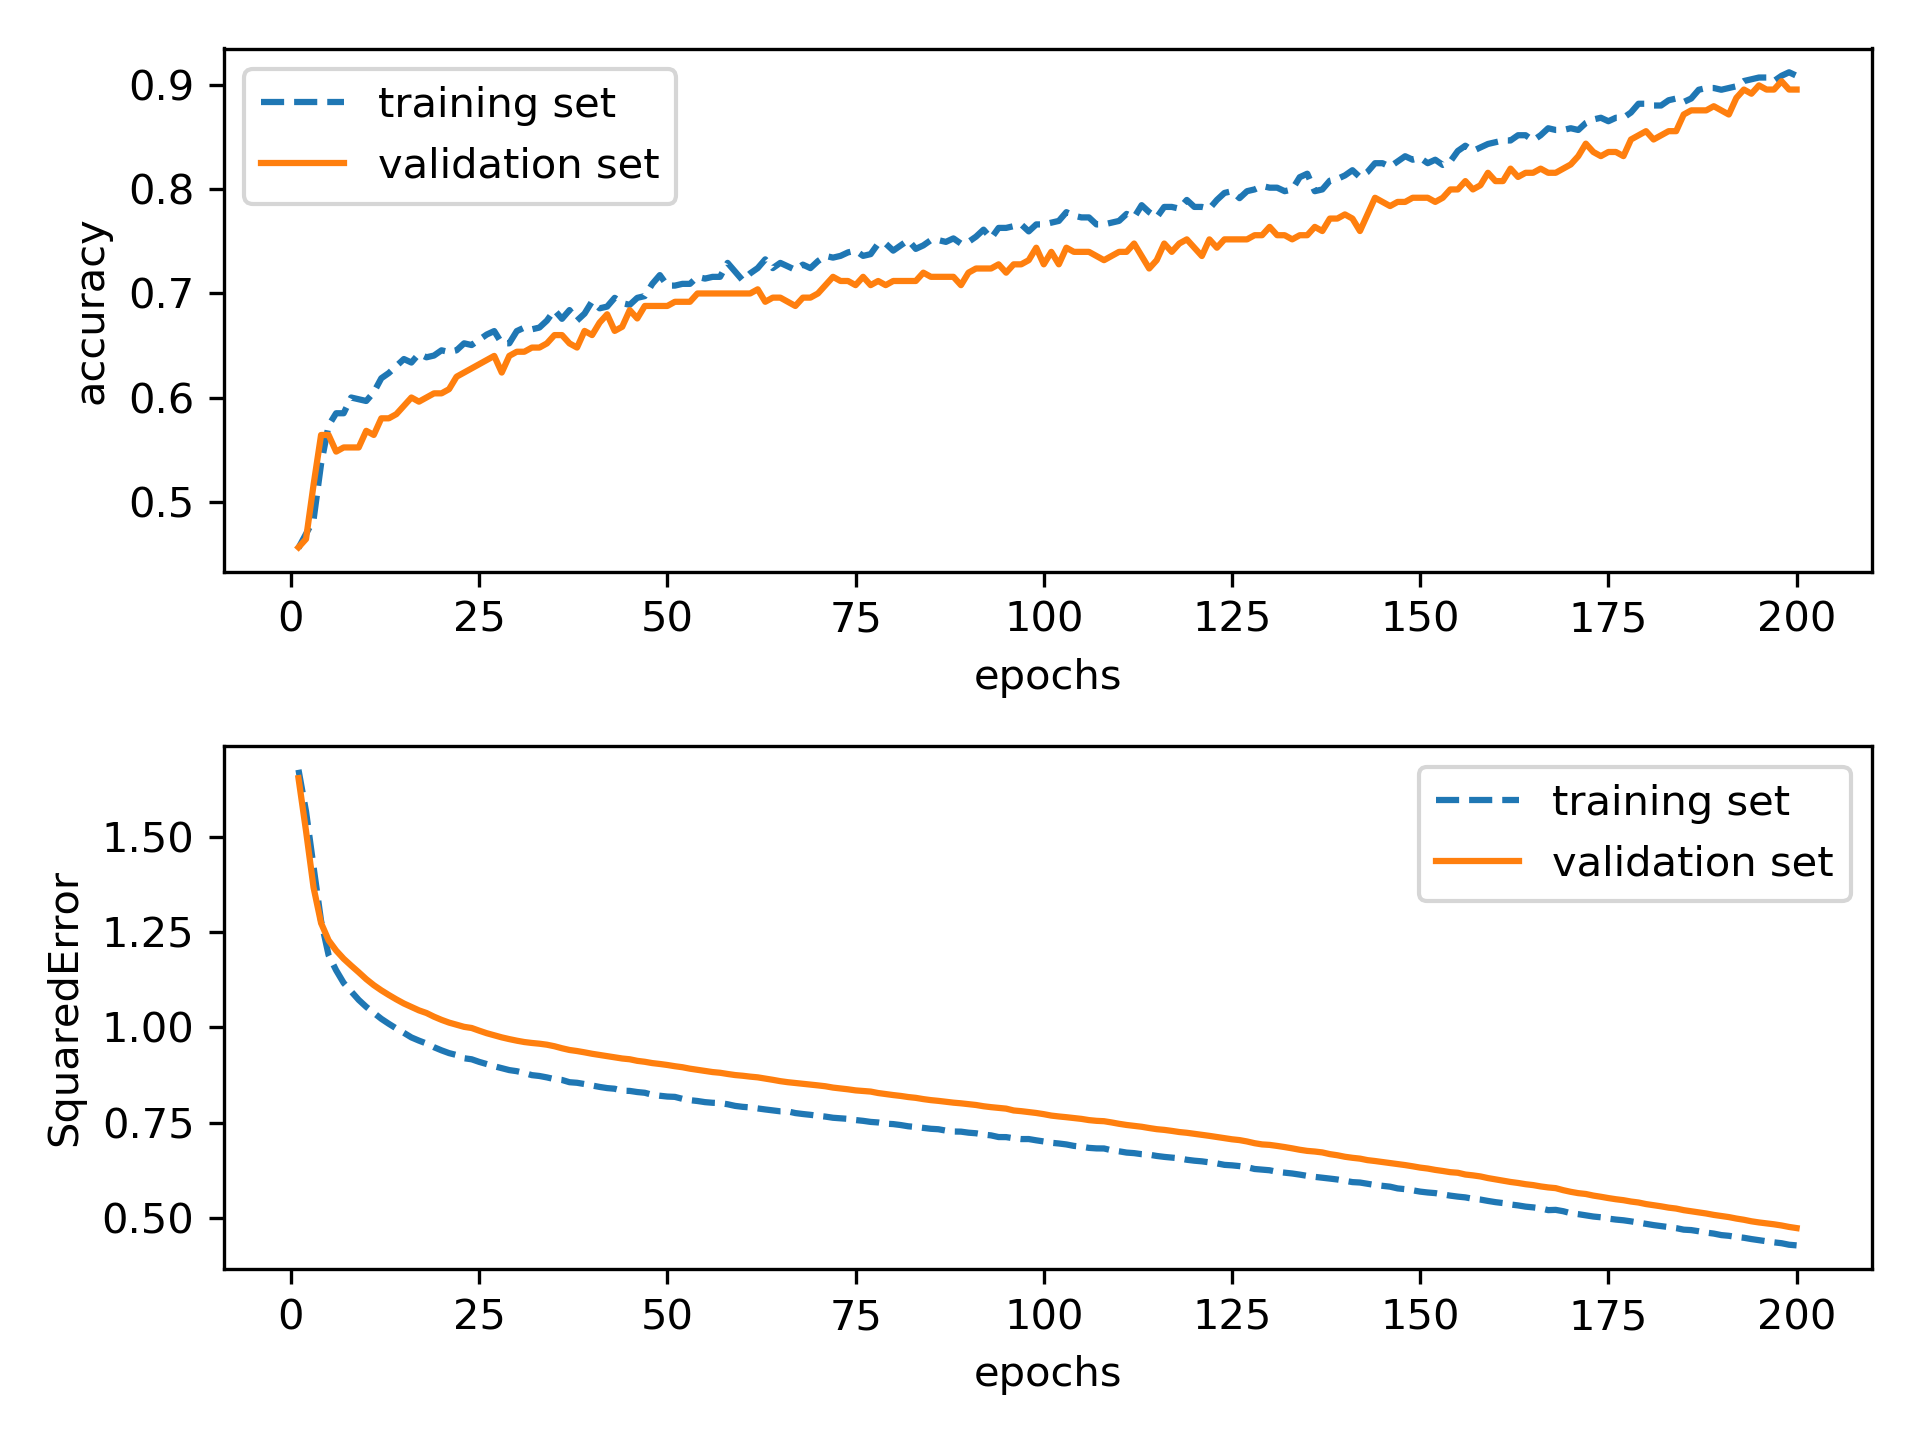 0.9
0.8
0.7
0.6
0.5
accuracy
training set
validation set
0 25 50 75 100 125 150 175 200
epochs
1.50
1.25
1.00
0.75
0.50
SquaredError
training set
validation set
0 25 50 75 100 125 150 175 200
epochs